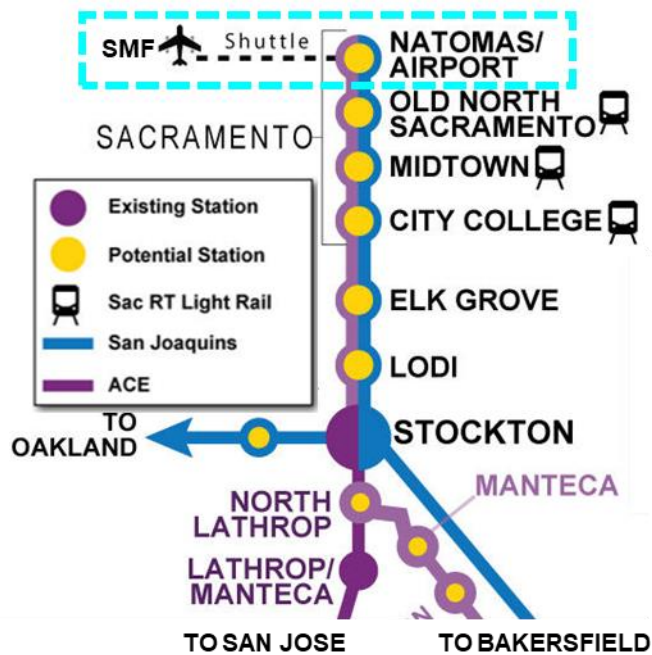 SMF
Shuttle
NATOMAS/
AIRPORT
OLD NORTH
SACRAMENTO
SACRAMENTO
MIDTOWN
CITY COLLEGE
Existing Station
Potential Station
Sac RT Light Rail
San Joaquins
ACE
ELK GROVE
LODI
TO
OAKLAND
STOCKTON
MANTECA
NORTH
LATHROP
LATHROP/
MANTECA
TO SAN JOSE
TO BAKERSFIELD